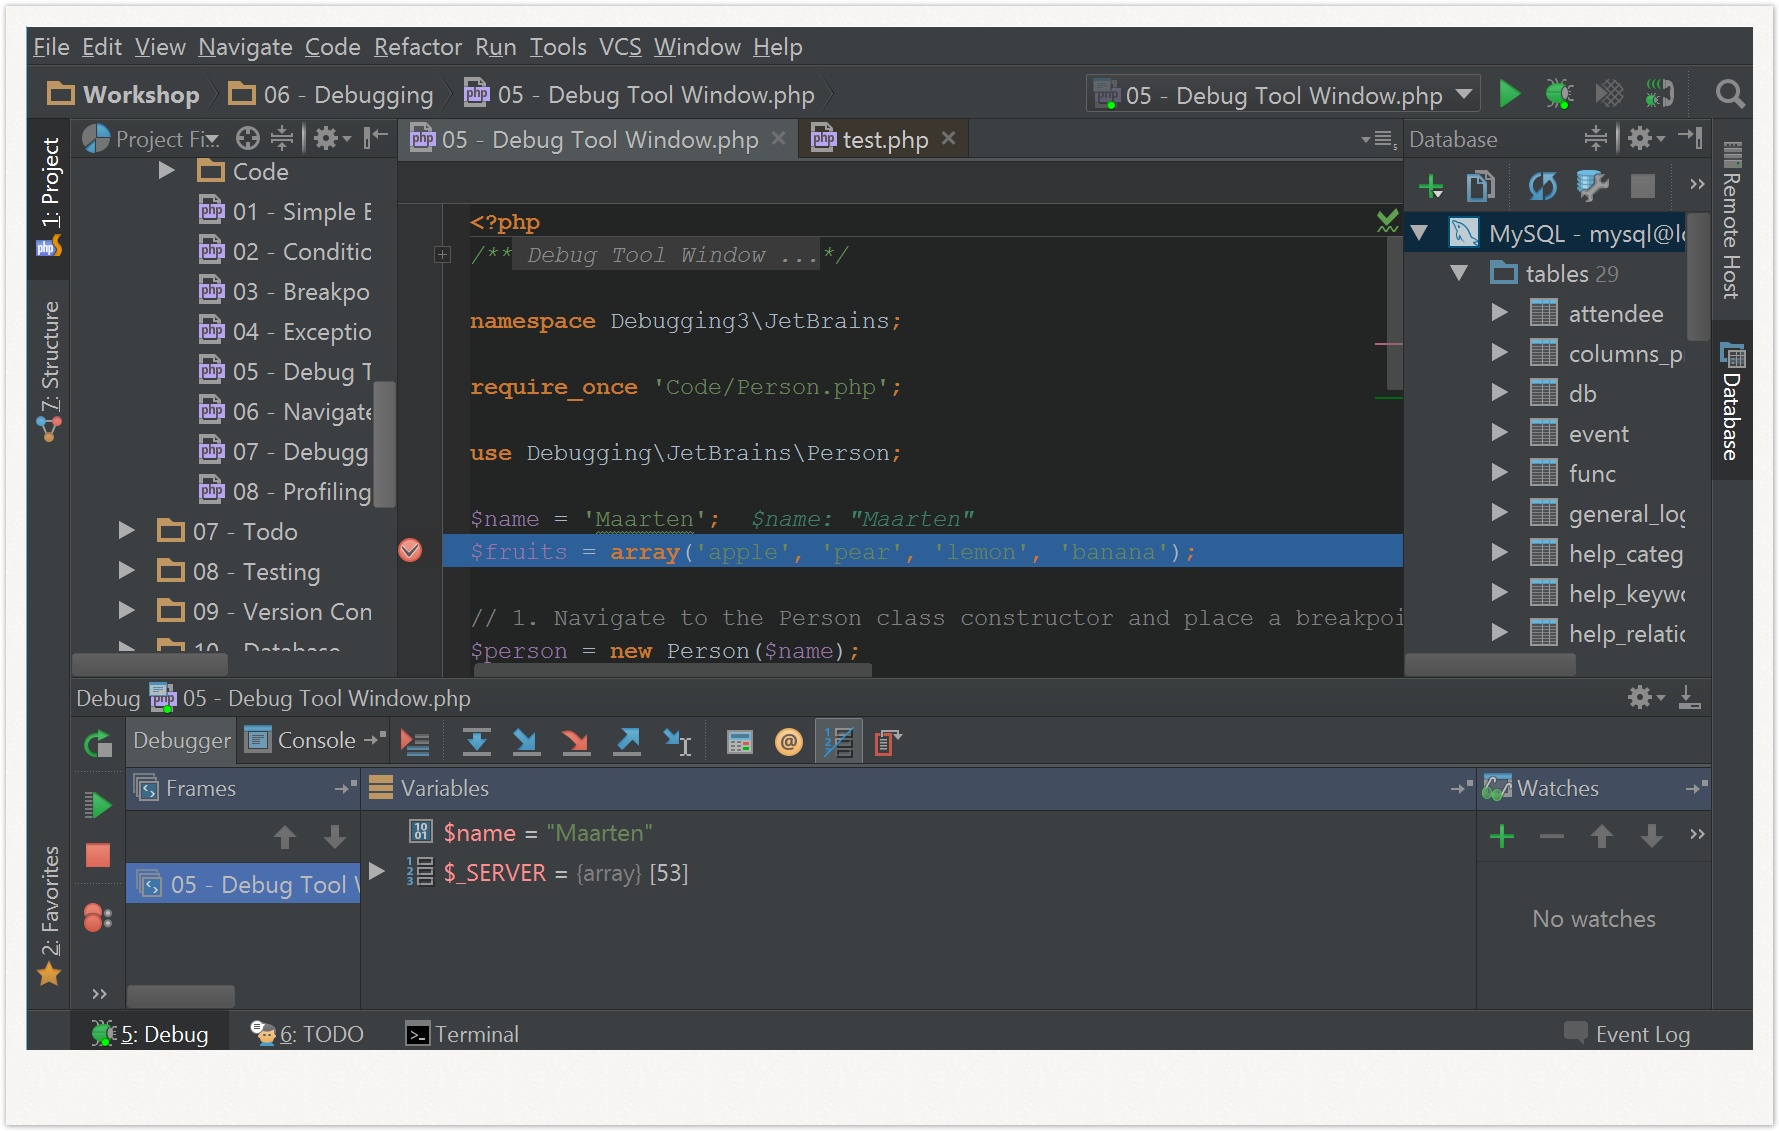 File Edit View Navigate Code Refactor Run Tools VCS Window Help
Workshop 06 - Debugging 05 - Debug Tool Window.php 05 - Debug Tool Window.php
1: Project
7: Structure
2: Favorites
Project Fi...
Code
01 - Simple E
02 - Conditic
03 - Breakpo
04 - Exceptio
05 - Debug T
06 - Navigate
07 - Debugg
08 - Profiling
07 - Todo
08 - Testing
09 - Version Con
10 - Database
05 - Debug Tool Window.php test.php
<?php
/** Debug Tool Window ...*/
namespace Debugging3\JetBrains;
require_once 'Code/Person.php';
use Debugging\JetBrains\Person;
$name = 'Maarten'; $name: "Maarten"
$fruits = array('apple', 'pear', 'lemon', 'banana');
// 1. Navigate to the Person class constructor and place a breakpoi
$person = new Person($name);
Database
MySQL - mysql@lo
tables 29
attendee
columns_p
db
event
func
general_log
help_categ
help_keywo
help_relatio
Remote Host
Database
Debug 05 - Debug Tool Window.php
Debugger Console
Frames
05 - Debug Tool W
Variables
$name = "Maarten"
$_SERVER = {array} [53]
Watches
No watches
5: Debug 6: TODO Terminal Event Log